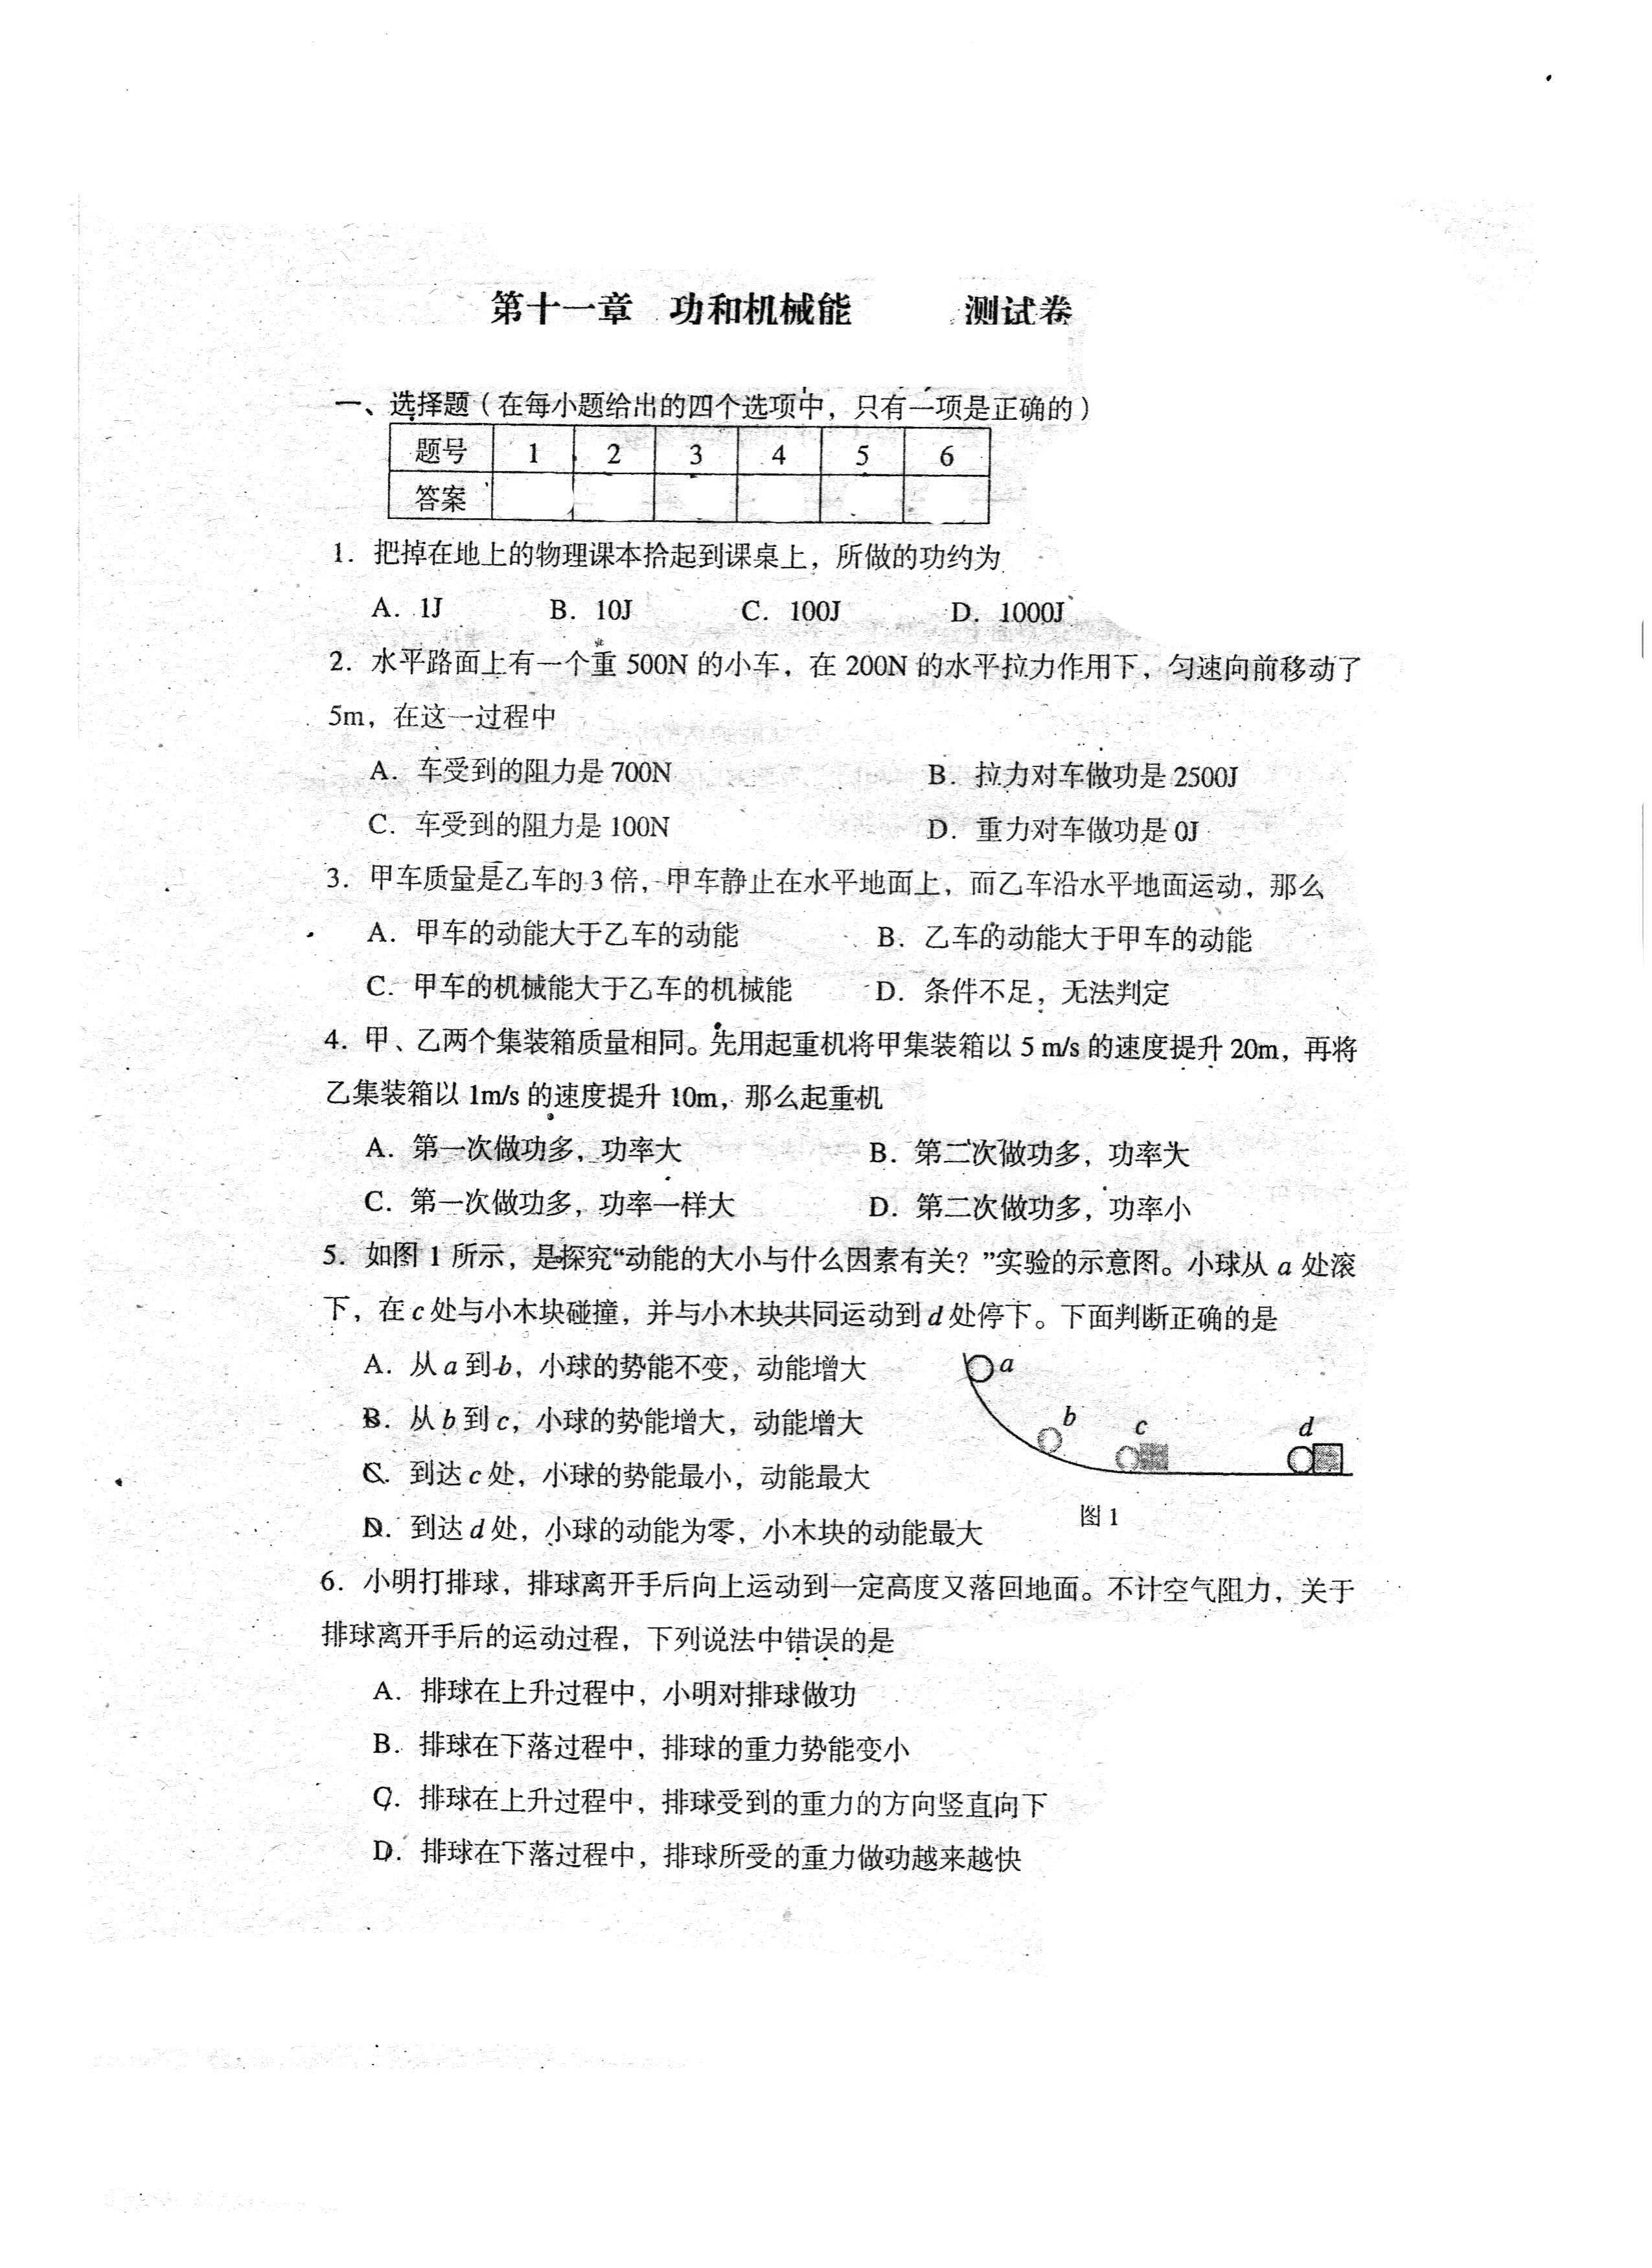 第十一章 功和机械能 测试卷
一、选择题(在每小题给出的四个选项中，只有一项是正确的)
题号 1 2 3 4 5 6
答案
1. 把掉在地上的物理课本拾起到课桌上，所做的功约为
A. 1J B. 10J C. 100J D. 1000J
2. 水平路面上有一个重 500N 的小车，在 200N 的水平拉力作用下，匀速向前移动了
5m，在这一过程中
A. 车受到的阻力是 700N B. 拉力对车做功是 2500J
C. 车受到的阻力是 100N D. 重力对车做功是 0J
3. 甲车质量是乙车的 3 倍，甲车静止在水平地面上，而乙车沿水平地面运动，那么
A. 甲车的动能大于乙车的动能 B. 乙车的动能大于甲车的动能
C. 甲车的机械能大于乙车的机械能 D. 条件不足，无法判定
4. 甲、乙两个集装箱质量相同。先用起重机将甲集装箱以 5 m/s 的速度提升 20m，再将
乙集装箱以 1m/s 的速度提升 10m，那么起重机
A. 第一次做功多，功率大 B. 第二次做功多，功率大
C. 第一次做功多，功率一样大 D. 第二次做功多，功率小
5. 如图 1 所示，是探究“动能的大小与什么因素有关？”实验的示意图。小球从 a 处滚
下，在 c 处与小木块碰撞，并与小木块共同运动到 d 处停下。下面判断正确的是
A. 从 a 到 b，小球的势能不变，动能增大
B. 从 b 到 c，小球的势能增大，动能增大
C. 到达 c 处，小球的势能最小，动能最大
D. 到达 d 处，小球的动能为零，小木块的动能最大
a
b
c
d
图 1
6. 小明打排球，排球离开手后向上运动到一定高度又落回地面。不计空气阻力，关于
排球离开手后的运动过程，下列说法中错误的是
A. 排球在上升过程中，小明对排球做功
B. 排球在下落过程中，排球的重力势能变小
C. 排球在上升过程中，排球受到的重力的方向竖直向下
D. 排球在下落过程中，排球所受的重力做功越来越快